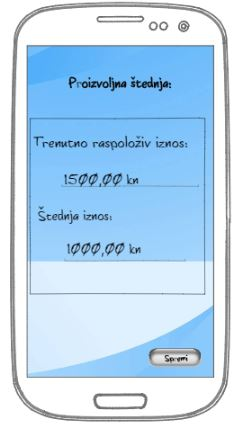 Proizvoljna štednja:
Trenutno raspoloživ iznos:
1500,00 kn
Štednja iznos:
1000,00 kn
Spremi